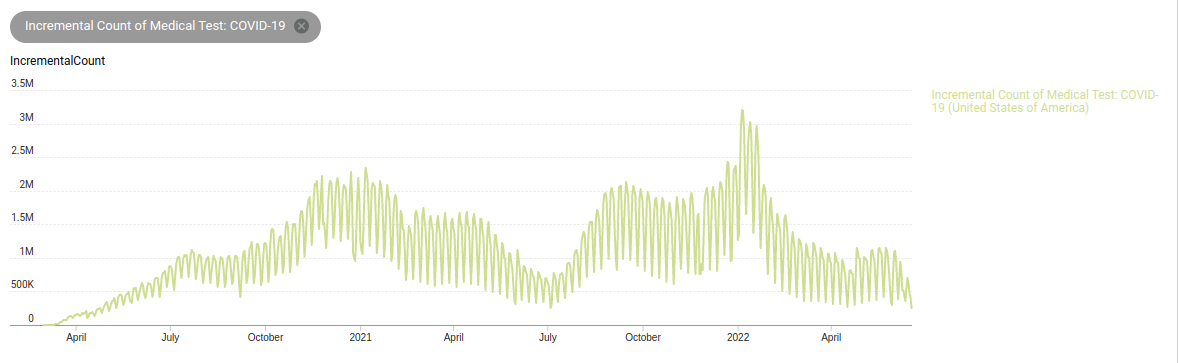 Incremental Count of Medical Test: COVID-19
IncrementalCount
3.5M
3M
2.5M
2M
1.5M
1M
500K
0
April July October 2021 April July October 2022 April
Incremental Count of Medical Test: COVID-
19 (United States of America)